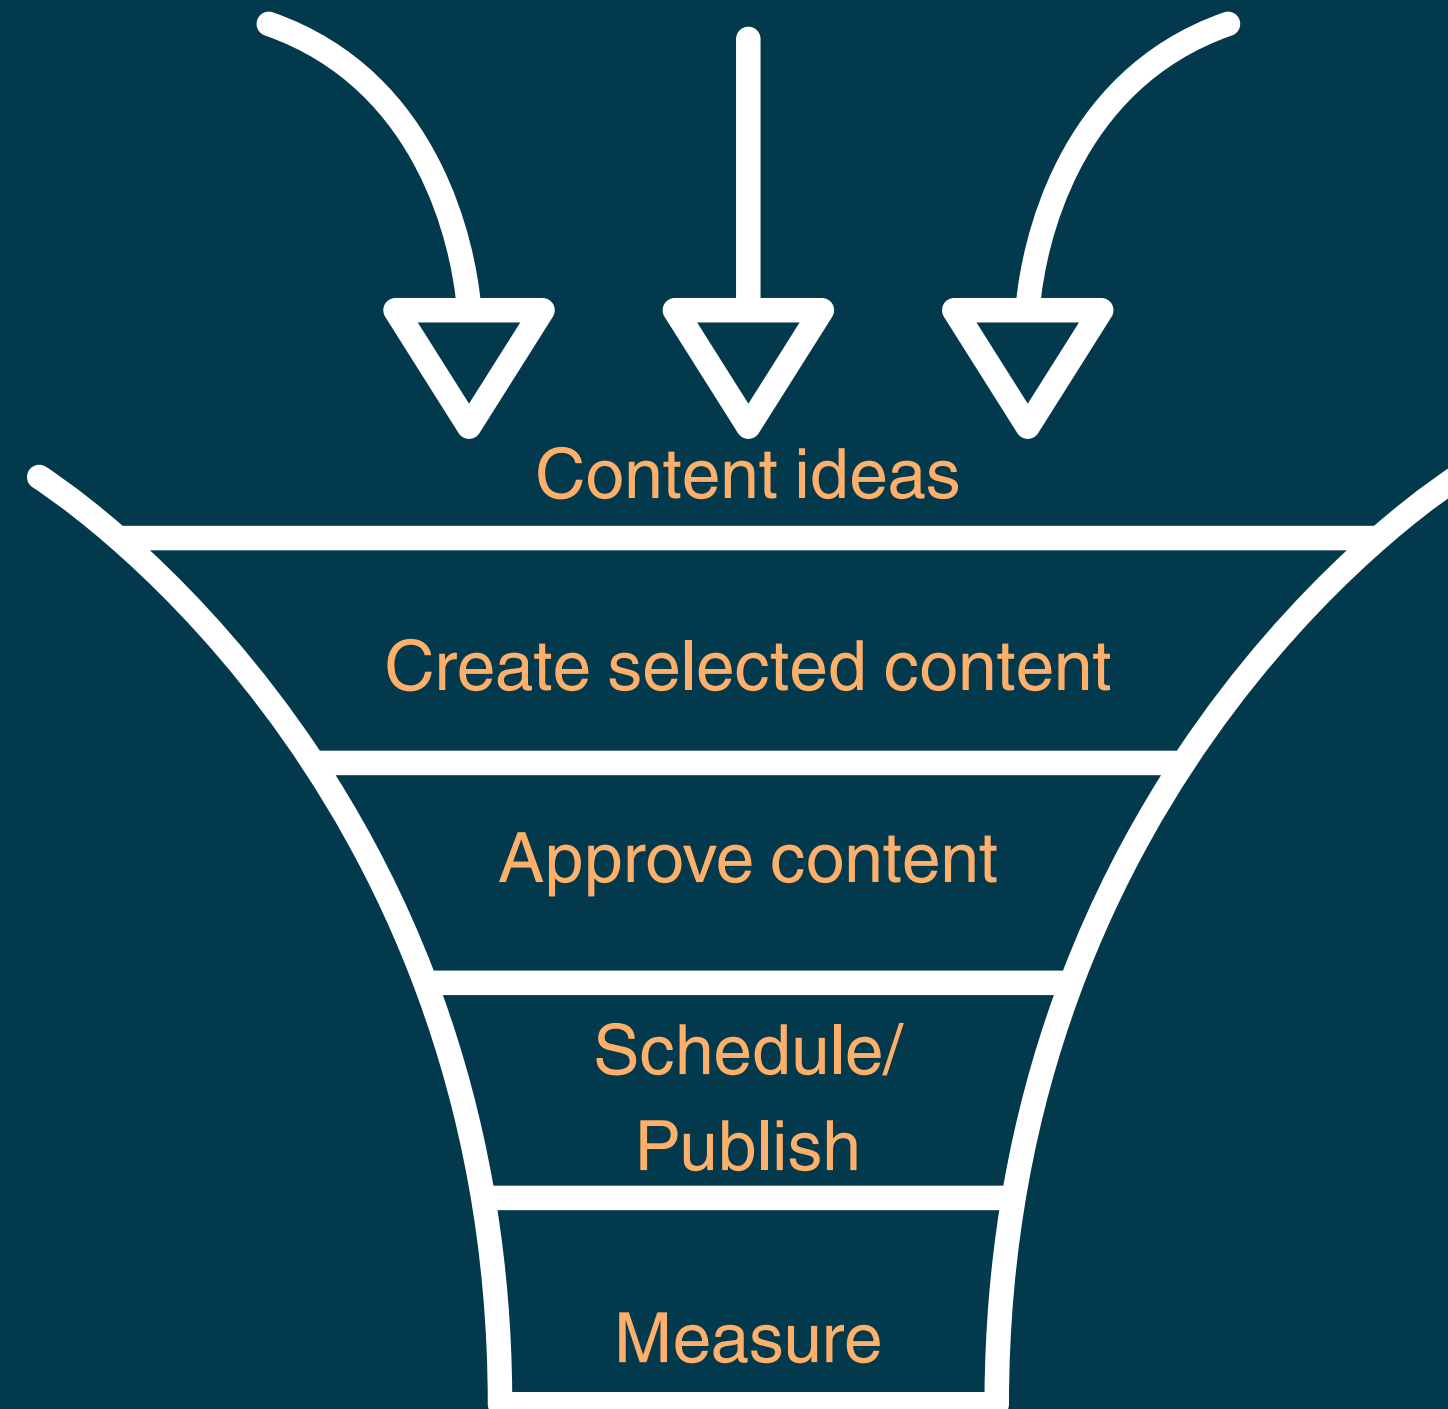 Content ideas
Create selected content
Approve content
Schedule/
Publish
Measure